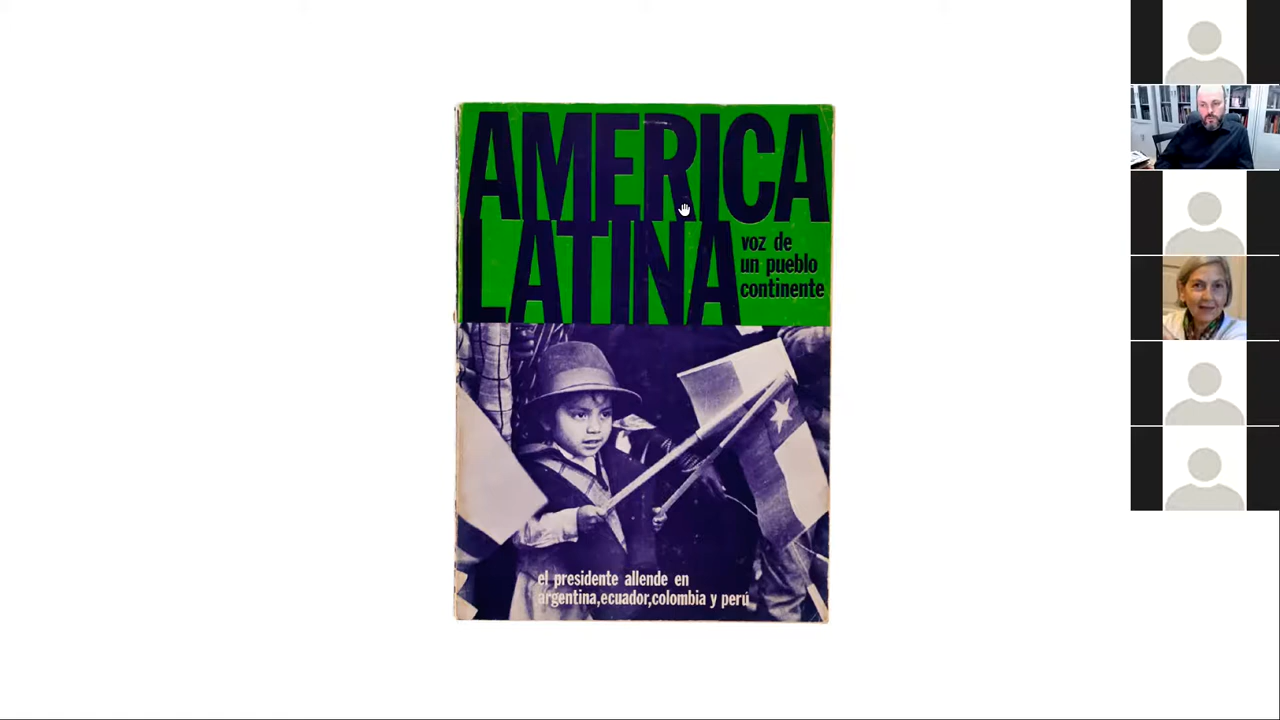 AMERICA
LATINA
voz de
un pueblo
continente
el presidente allende en
argentina,ecuador,colombia y perú